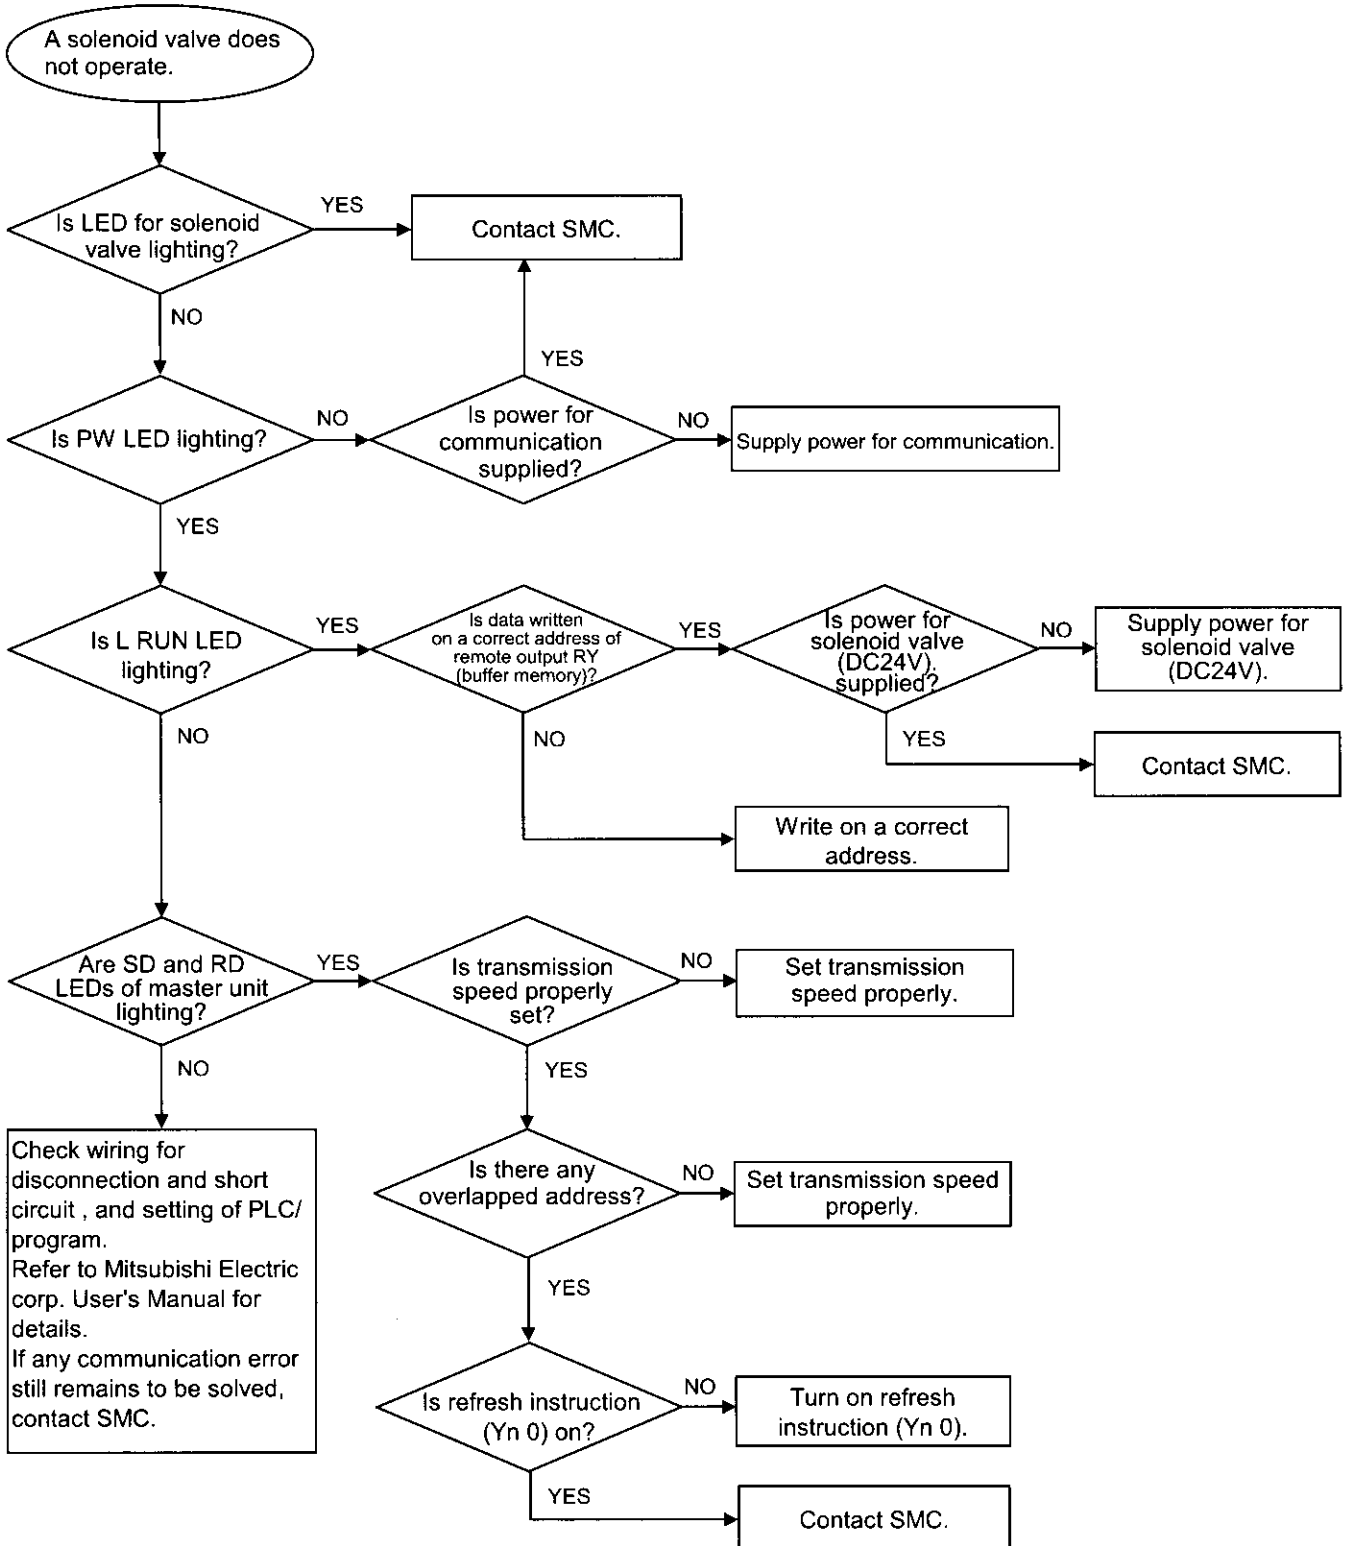 A solenoid valve does
not operate.
Is LED for solenoid
valve lighting?
YES
Contact SMC.
NO
YES
Is PW LED lighting?
NO
Is power for
communication
supplied?
NO
Supply power for communication.
YES
Is L RUN LED
lighting?
YES
Is data written
on a correct address of
remote output RY
(buffer memory)?
YES
Is power for
solenoid valve
(DC24V).
supplied?
NO
Supply power for
solenoid valve
(DC24V).
NO
NO
YES
Contact SMC.
Write on a correct
address.
Are SD and RD
LEDs of master unit
lighting?
YES
Is transmission
speed properly
set?
NO
Set transmission
speed properly.
NO
YES
Check wiring for
disconnection and short
circuit , and setting of PLC/
program.
Refer to Mitsubishi Electric
corp. User's Manual for
details.
If any communication error
still remains to be solved,
contact SMC.
Is there any
overlapped address?
NO
Set transmission speed
properly.
YES
Is refresh instruction
(Yn 0) on?
NO
Turn on refresh
instruction (Yn 0).
YES
Contact SMC.